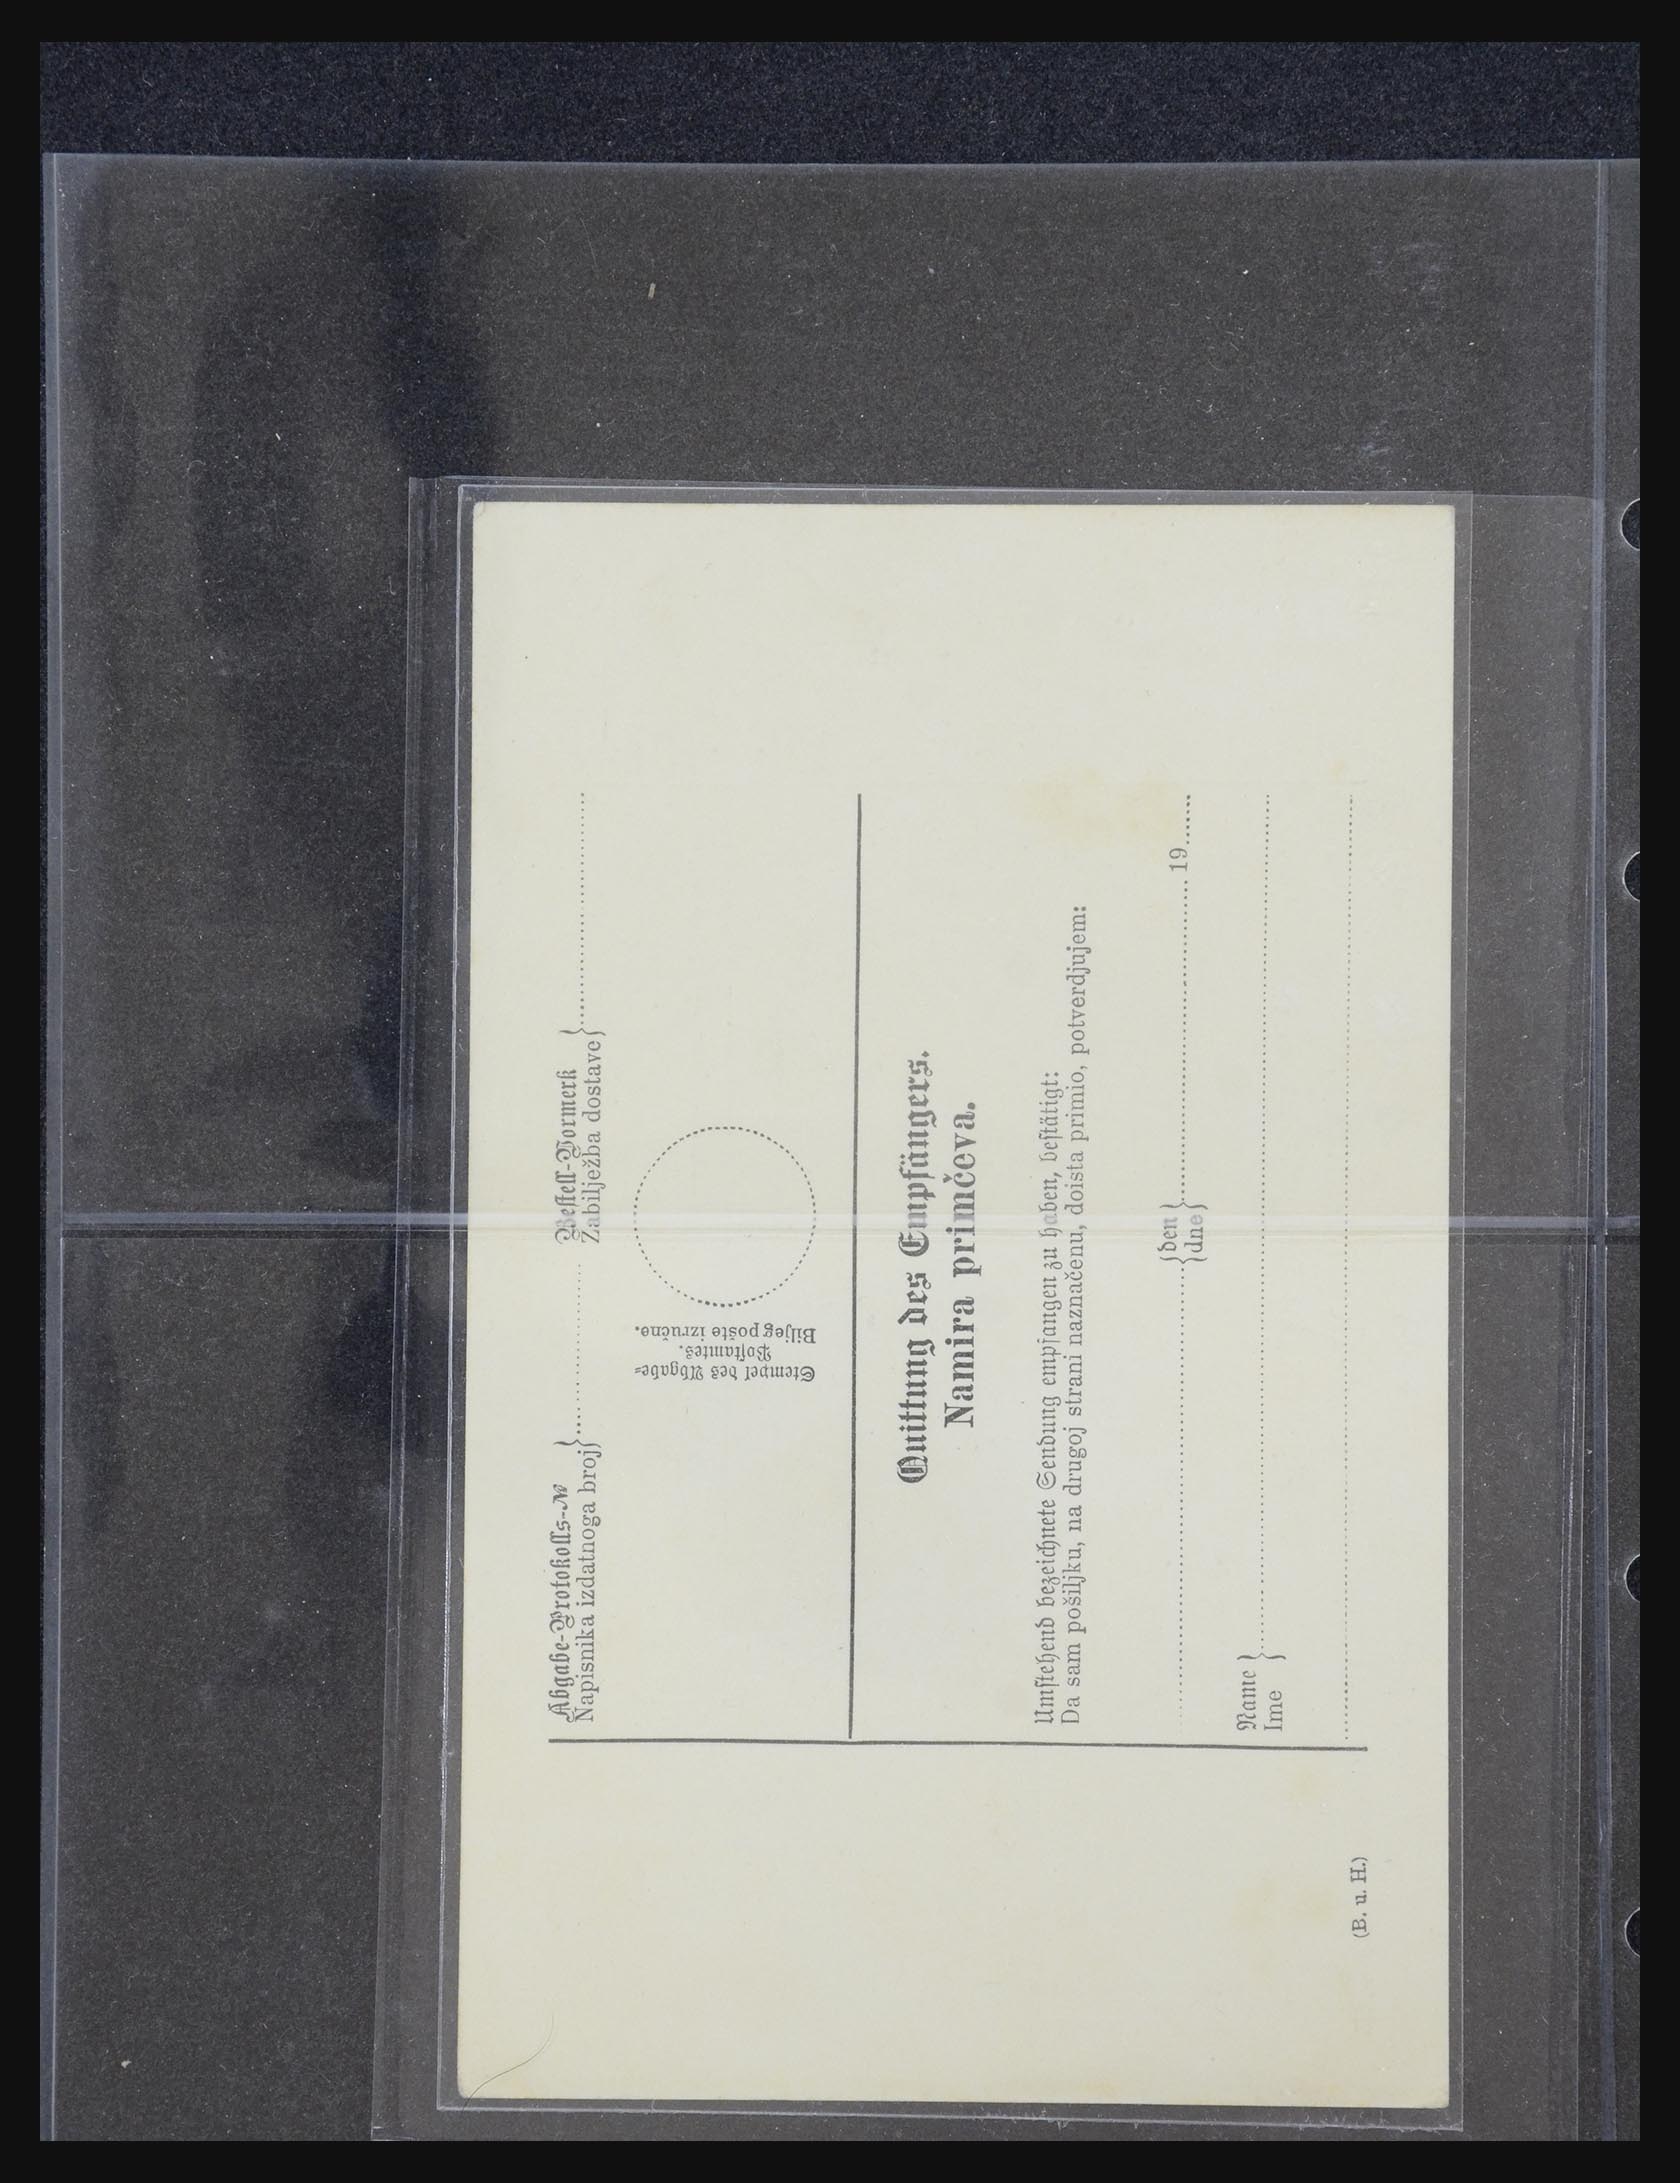 Abgabe-Protokolls-№
Napisnika izdatnoga broj
Bestell-Vormerk
Zabilježba dostave
Stempel des Abgabe-
Postamtes.
Biljeg pošte izručne.
Quittung des Empfängers.
Namira primčeva.
Umstehend bezeichnete Sendung empfangen zu haben, bestätigt:
Da sam pošiljku, na drugoj strani naznačenu, doista primio, potverdjujem:
den
dne
19
Name
Ime
(B. u. H.)